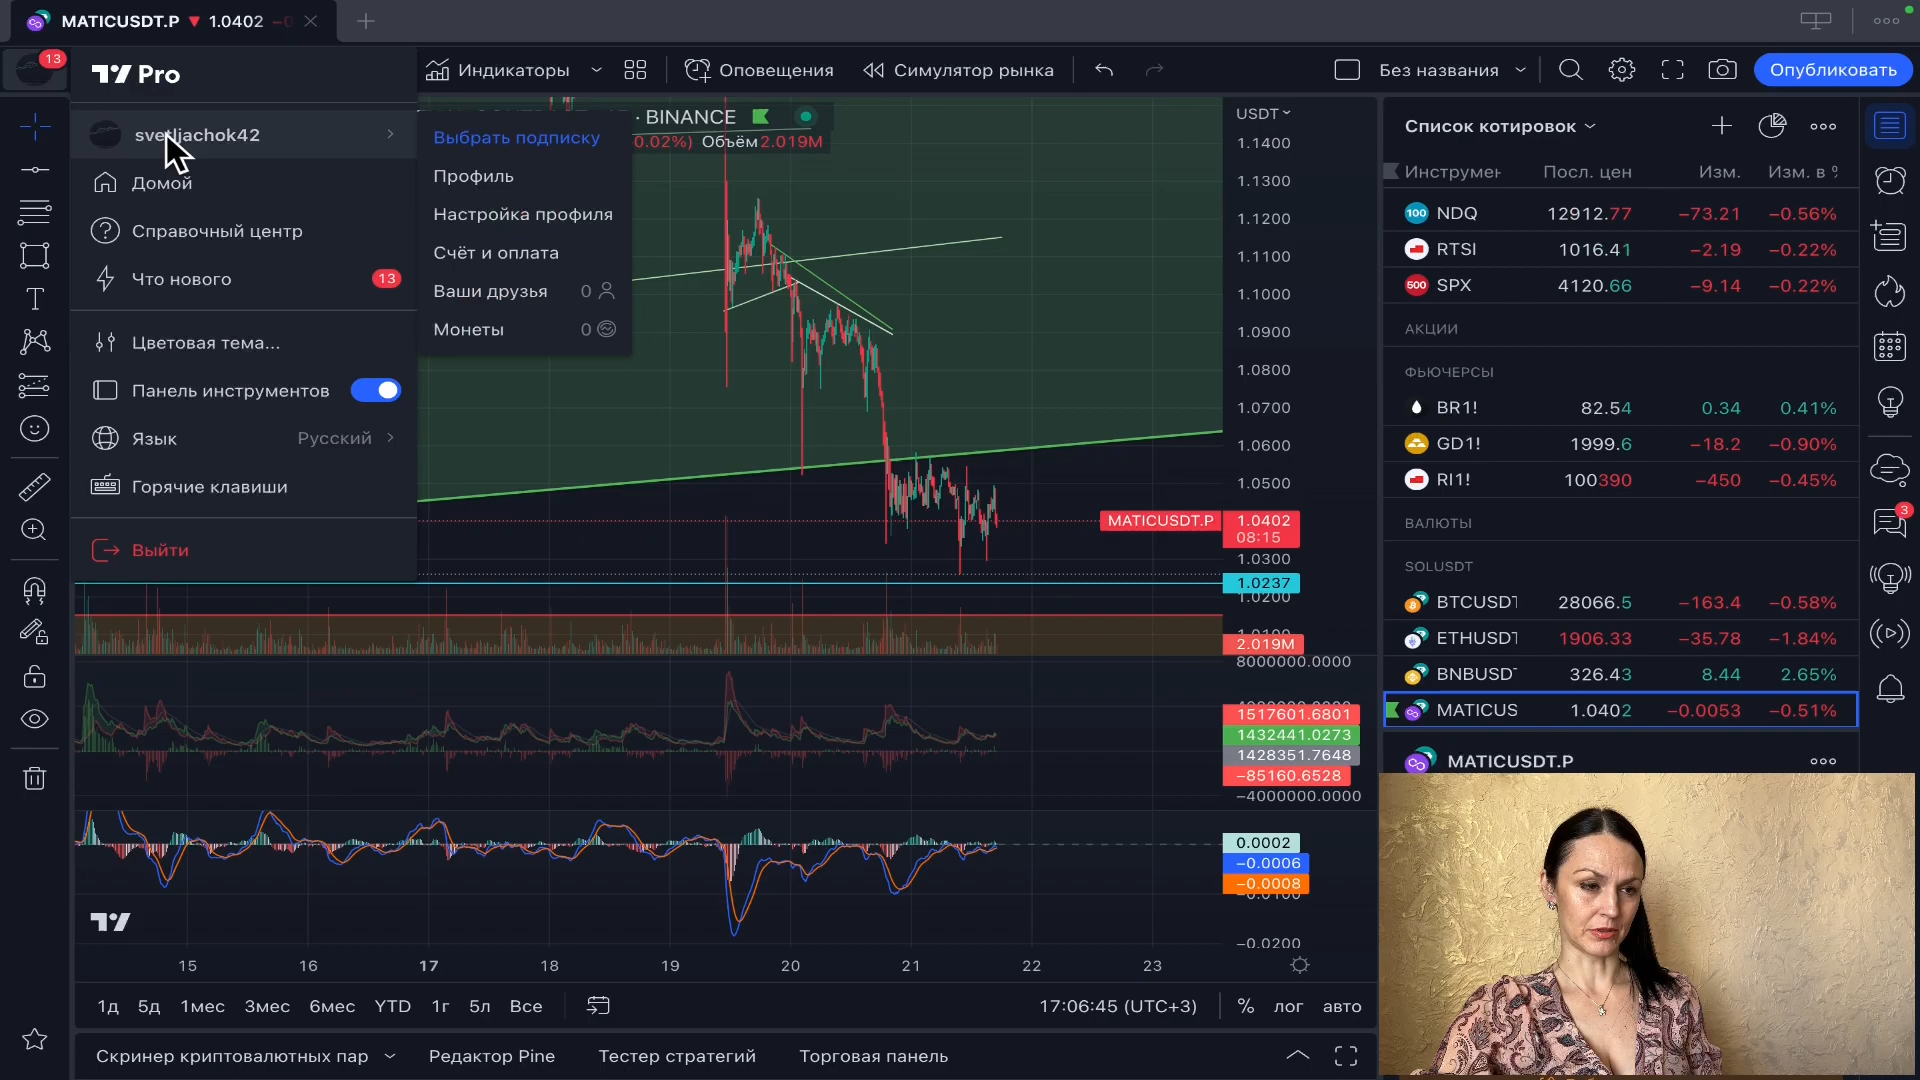 MATICUSDT.P ▼ 1.0402
13
Pro
Индикаторы
Оповещения
Симулятор рынка
Без названия
Опубликовать
Домой
Справочный центр
Что нового 13
Цветовая тема...
Панель инструментов
Язык Русский
Горячие клавиши
Выйти
Выбрать подписку
Профиль
Настройка профиля
Счёт и оплата
Ваши друзья 0
Монеты 0
· BINANCE
0.02%) Объём 2.019M
USDT
1.1400
1.1300
1.1200
1.1100
1.1000
1.0900
1.0800
1.0700
1.0600
1.0500
MATICUSDT.P 1.0402
08:15
1.0300
1.0237
1.0200
2.019M
8000000.0000
1517601.6801
1432441.0273
1428351.7648
−85160.6528
−4000000.0000
0.0002
−0.0006
−0.0008
−0.0200
15 16 17 18 19 20 21 22 23
1д 5д 1мес 3мес 6мес YTD 1г 5л Все
17:06:45 (UTC+3) % лог авто
Скринер криптовалютных пар Редактор Pine Тестер стратегий Торговая панель
Список котировок
Инструмен Посл. цен Изм. Изм. в %
100 NDQ 12912.77 −73.21 −0.56%
RTSI 1016.41 −2.19 −0.22%
500 SPX 4120.66 −9.14 −0.22%
АКЦИИ
ФЬЮЧЕРСЫ
BR1! 82.54 0.34 0.41%
GD1! 1999.6 −18.2 −0.90%
RI1! 100390 −450 −0.45%
ВАЛЮТЫ
SOLUSDT
BTCUSDT 28066.5 −163.4 −0.58%
ETHUSDT 1906.33 −35.78 −1.84%
BNBUSDT 326.43 8.44 2.65%
MATICUS 1.0402 −0.0053 −0.51%
MATICUSDT.P
3